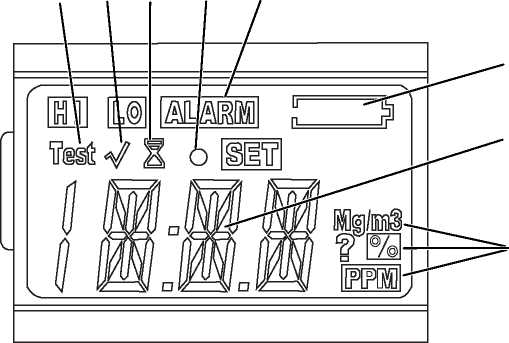 HI LO ALARM
Test √ SET
Mg/m3
? %
PPM